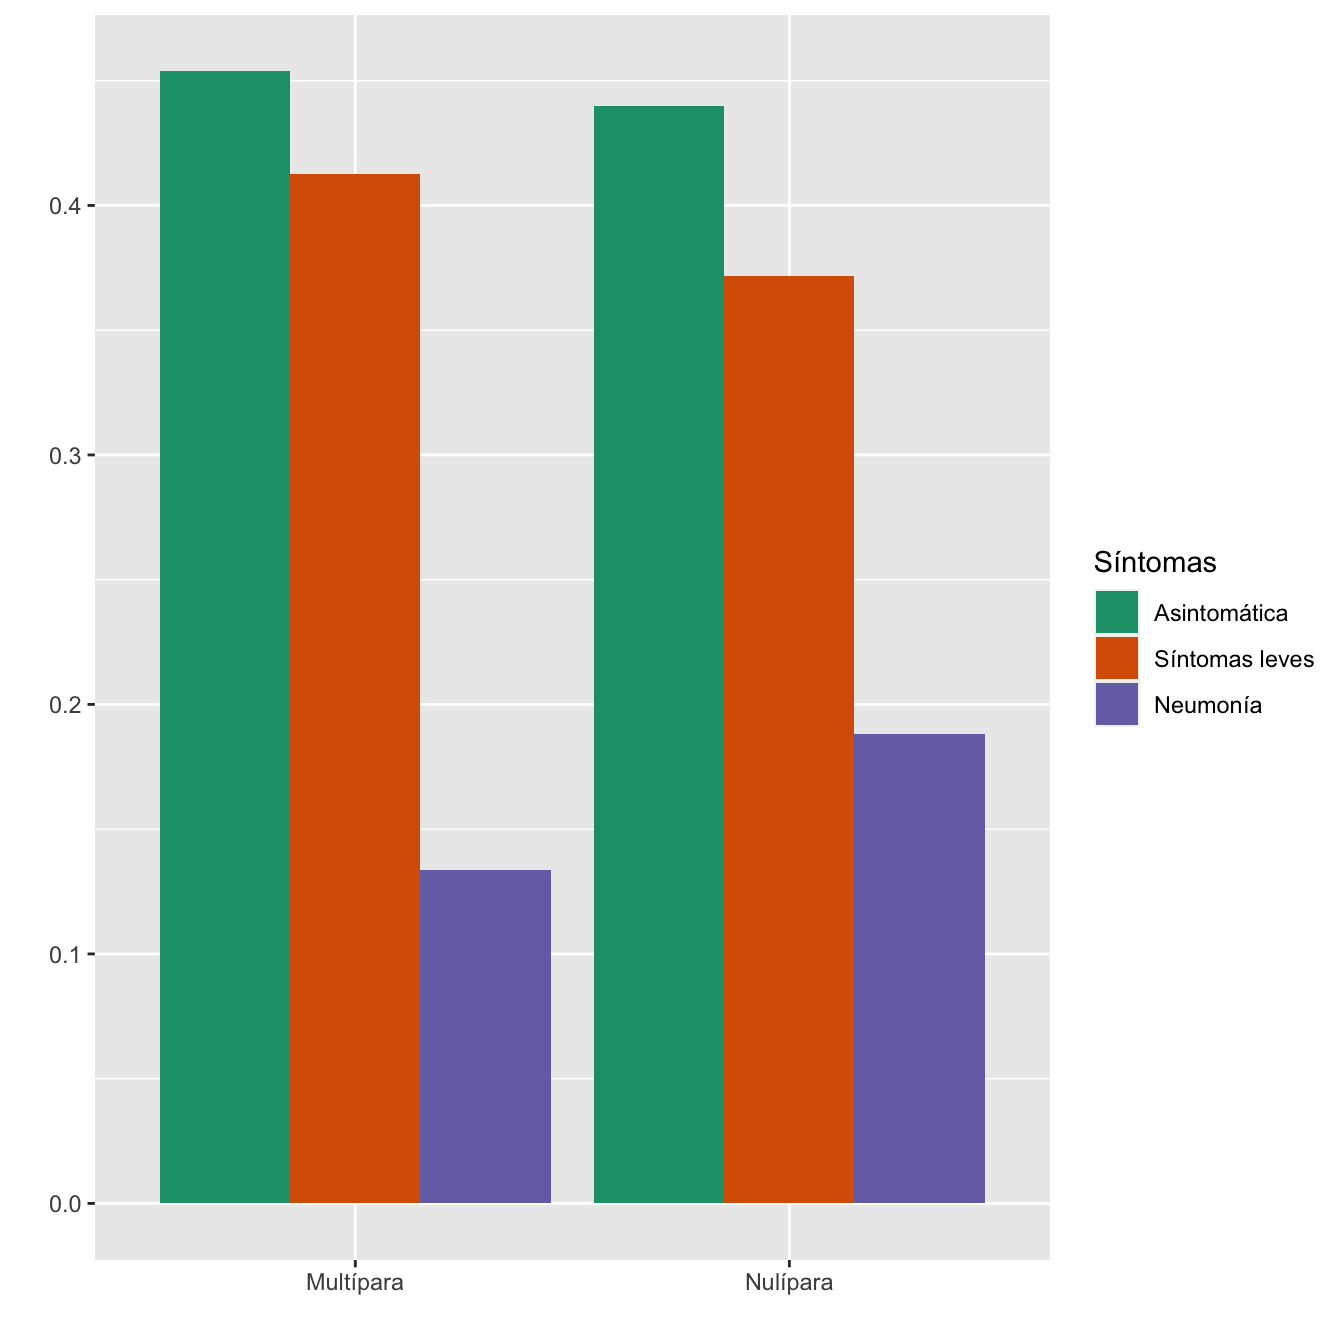 0.4
0.3
0.2
0.1
0.0
Multípara
Nulípara
Síntomas
Asintomática
Síntomas leves
Neumonía